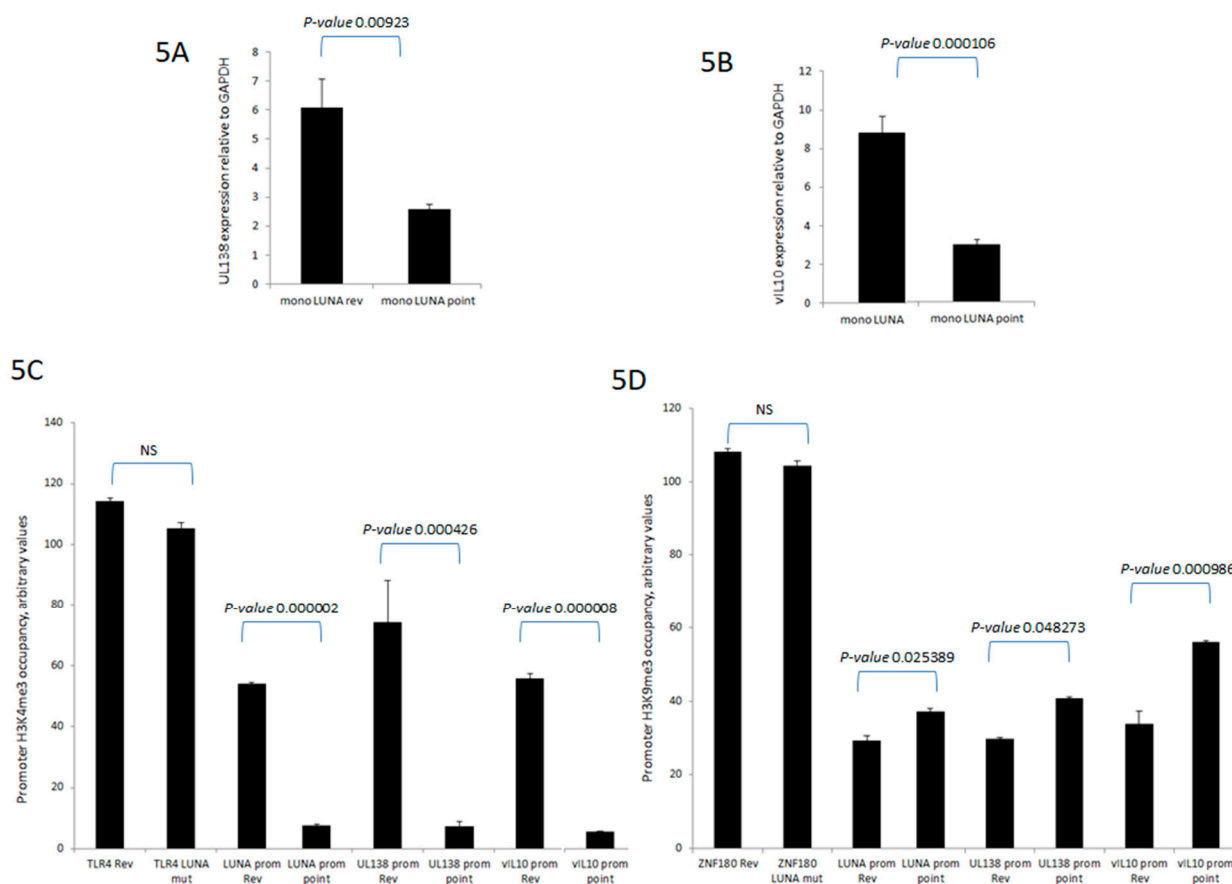 5A
P-value 0.00923
UL138 expression relative to GAPDH
8
7
6
5
4
3
2
1
0
mono LUNA rev
mono LUNA point
5B
P-value 0.000106
vIL10 expression relative to GAPDH
12
10
8
6
4
2
0
mono LUNA
mono LUNA point
5C
Promoter H3K4me3 occupancy, arbitrary values
140
120
100
80
60
40
20
0
NS
P-value 0.000002
P-value 0.000426
P-value 0.000008
TLR4 Rev
TLR4 LUNA
mut
LUNA prom
Rev
LUNA prom
point
UL138 prom
Rev
UL138 prom
point
vIL10 prom
Rev
vIL10 prom
point
5D
Promoter H3K9me3 occupancy, arbitrary values
120
100
80
60
40
20
0
NS
P-value 0.025389
P-value 0.048273
P-value 0.000986
ZNF180 Rev
ZNF180
LUNA mut
LUNA prom
Rev
LUNA prom
point
UL138 prom
Rev
UL138 prom
point
vIL10 prom
Rev
vIL10 prom
point